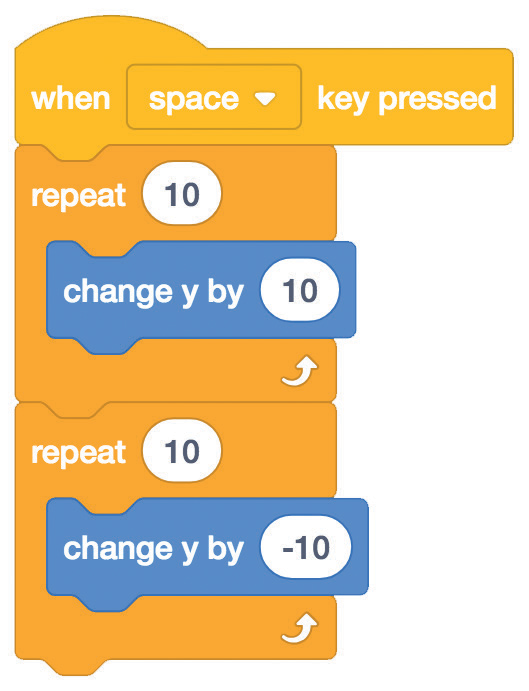 when space key pressed
repeat 10
change y by 10
repeat 10
change y by -10